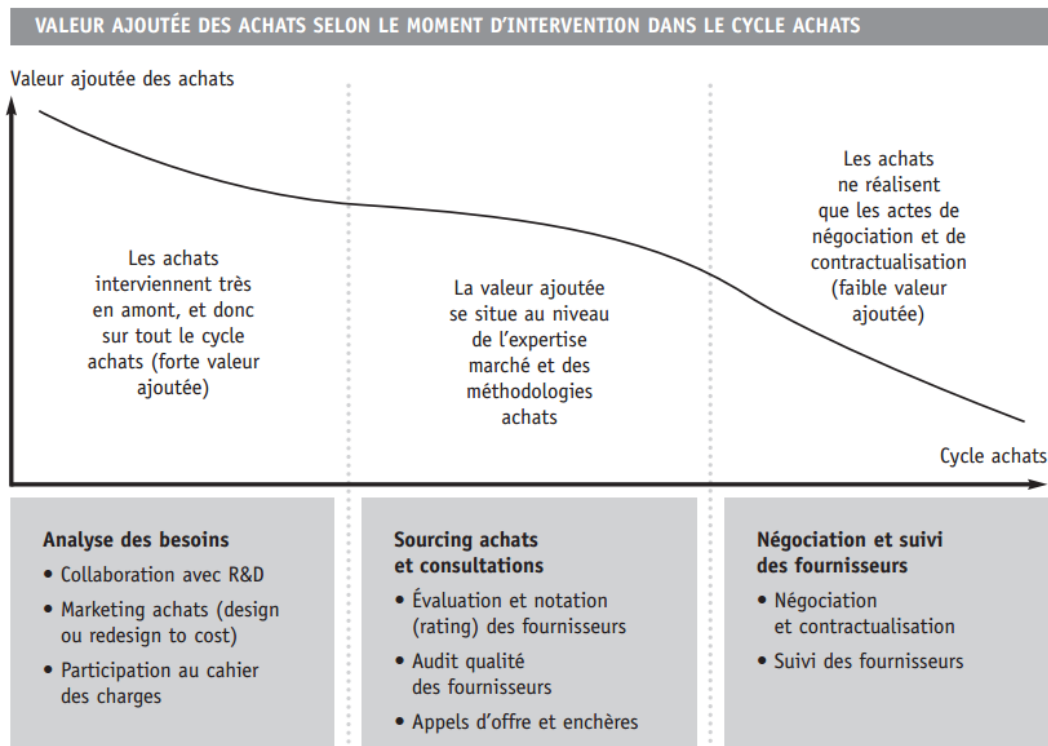 VALEUR AJOUTÉE DES ACHATS SELON LE MOMENT D'INTERVENTION DANS LE CYCLE ACHATS
Valeur ajoutée des achats
Les achats
interviennent très
en amont, et donc
sur tout le cycle
achats (forte valeur
ajoutée)
La valeur ajoutée
se situe au niveau
de l'expertise
marché et des
méthodologies
achats
Les achats
ne réalisent
que les actes de
négociation et de
contractualisation
(faible valeur
ajoutée)
Cycle achats
Analyse des besoins
• Collaboration avec R&D
• Marketing achats (design
ou redesign to cost)
• Participation au cahier
des charges
Sourcing achats
et consultations
• Évaluation et notation
(rating) des fournisseurs
• Audit qualité
des fournisseurs
• Appels d'offre et enchères
Négociation et suivi
des fournisseurs
• Négociation
et contractualisation
• Suivi des fournisseurs